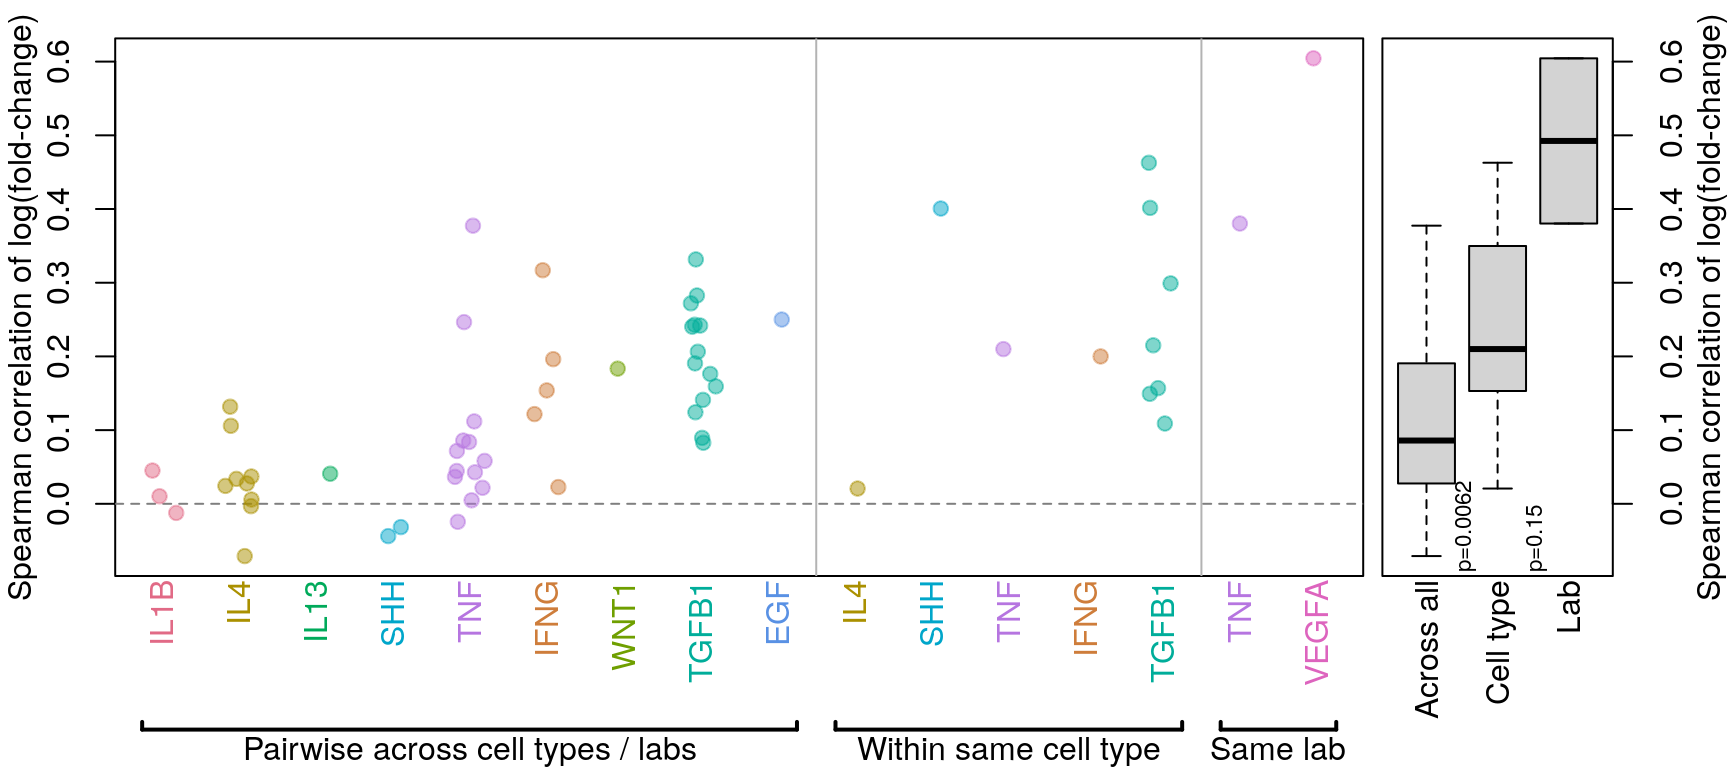 Spearman correlation of log(fold-change)
0.6
0.5
0.4
0.3
0.2
0.1
0.0
IL1B
IL4
IL13
SHH
TNF
IFNG
WNT1
TGFB1
EGF
IL4
SHH
TNF
IFNG
TGFB1
TNF
VEGFA
Pairwise across cell types / labs
Within same cell type
Same lab
p=0.0062
p=0.15
Across all
Cell type
Lab
0.6
0.5
0.4
0.3
0.2
0.1
0.0
Spearman correlation of log(fold-change)